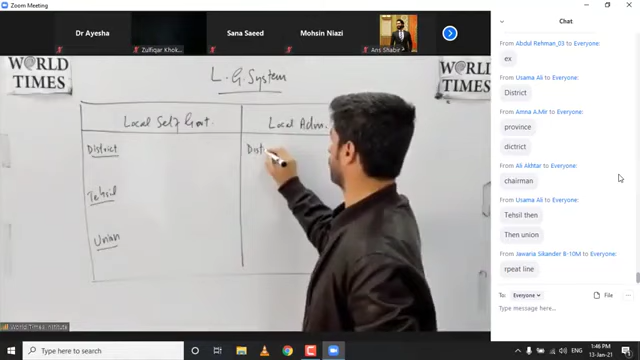 Zoom Meeting
Dr Ayesha
Zulfiqar Khok...
Sana Saeed
Mohsin Niazi
Ans Shabir
WORLD
TIMES
WORLD
TIMES
L.G. System
Local Self Govt.
Local Admn.
District
Dist
Tehsil
Union
World Times Institute
Chat
From Abdul Rehman_03 to Everyone:
ex
From Usama Ali to Everyone:
District
From Amna A.Mir to Everyone:
province
dictrict
From Ali Akhtar to Everyone:
chairman
From Usama Ali to Everyone:
Tehsil then
Then union
From Jawaria Sikander B-10M to Everyone:
rpeat line
To: Everyone
File
Type message here...
Type here to search
1:46 PM
13-Jan-21